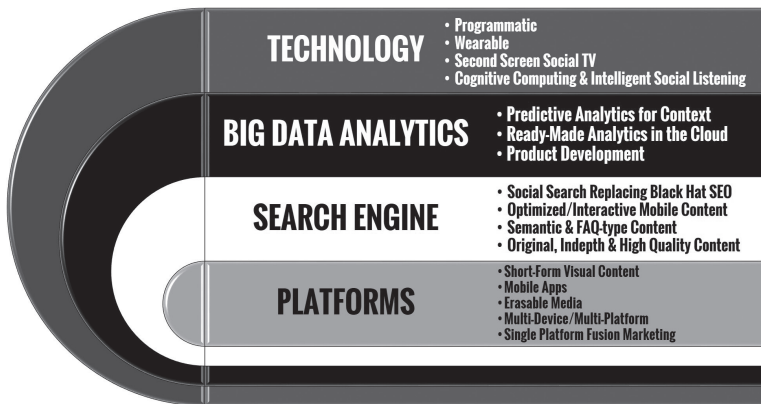 TECHNOLOGY
• Programmatic
• Wearable
• Second Screen Social TV
• Cognitive Computing & Intelligent Social Listening
BIG DATA ANALYTICS
• Predictive Analytics for Context
• Ready-Made Analytics in the Cloud
• Product Development
SEARCH ENGINE
• Social Search Replacing Black Hat SEO
• Optimized/Interactive Mobile Content
• Semantic & FAQ-type Content
• Original, Indepth & High Quality Content
PLATFORMS
• Short-Form Visual Content
• Mobile Apps
• Erasable Media
• Multi-Device/Multi-Platform
• Single Platform Fusion Marketing